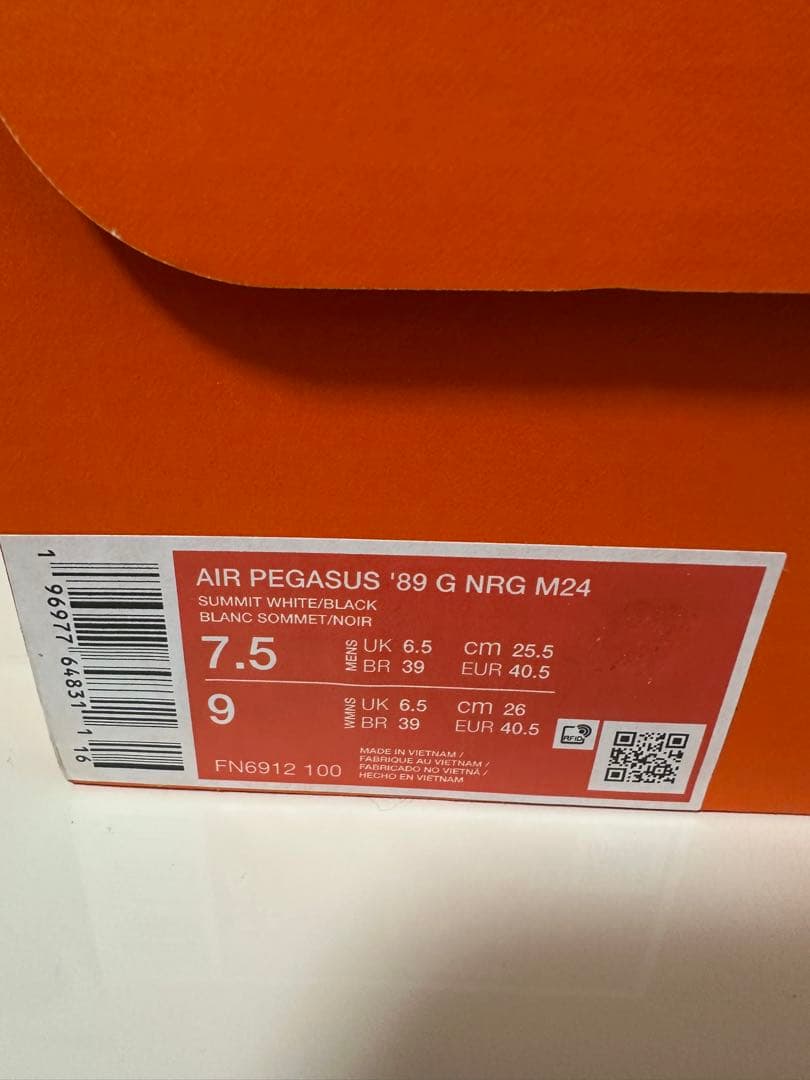 AIR PEGASUS '89 G NRG M24
SUMMIT WHITE/BLACK
BLANC SOMMET/NOIR
7.5 MENS UK 6.5 cm 25.5
BR 39 EUR 40.5
9 WMNS UK 6.5 cm 26
BR 39 EUR 40.5
RFID
FN6912 100
MADE IN VIETNAM /
FABRIQUE AU VIETNAM /
FABRICADO NO VIETNÃ /
HECHO EN VIETNAM
1 96977 64831 1 16